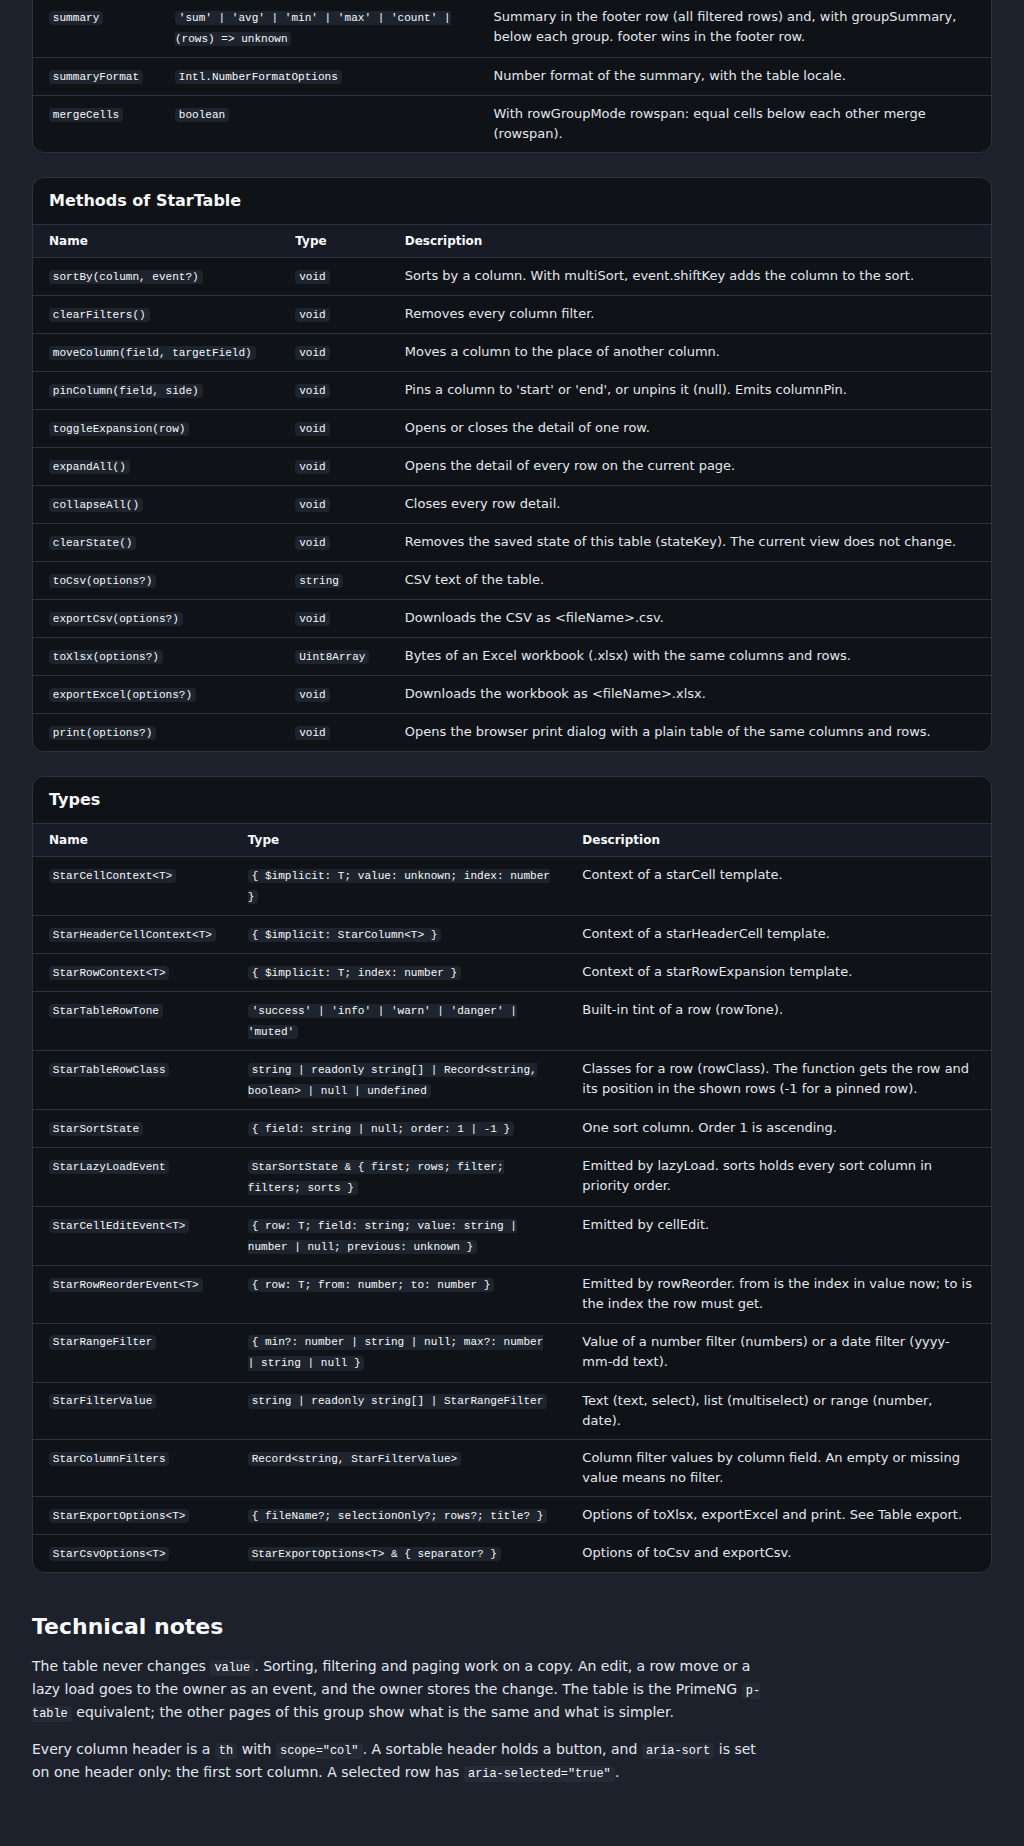 summary 'sum' | 'avg' | 'min' | 'max' | 'count' | Summary in the footer row (all filtered rows) and, with groupSummary,
(rows) => unknown below each group. footer wins in the footer row.
summaryFormat Intl.NumberFormatOptions Number format of the summary, with the table locale.
mergeCells boolean With rowGroupMode rowspan: equal cells below each other merge
(rowspan).
Methods of StarTable
Name Type Description
sortBy(column, event?) void Sorts by a column. With multiSort, event.shiftKey adds the column to the sort.
clearFilters() void Removes every column filter.
moveColumn(field, targetField) void Moves a column to the place of another column.
pinColumn(field, side) void Pins a column to 'start' or 'end', or unpins it (null). Emits columnPin.
toggleExpansion(row) void Opens or closes the detail of one row.
expandAll() void Opens the detail of every row on the current page.
collapseAll() void Closes every row detail.
clearState() void Removes the saved state of this table (stateKey). The current view does not change.
toCsv(options?) string CSV text of the table.
exportCsv(options?) void Downloads the CSV as <fileName>.csv.
toXlsx(options?) Uint8Array Bytes of an Excel workbook (.xlsx) with the same columns and rows.
exportExcel(options?) void Downloads the workbook as <fileName>.xlsx.
print(options?) void Opens the browser print dialog with a plain table of the same columns and rows.
Types
Name Type Description
StarCellContext<T> { $implicit: T; value: unknown; index: number Context of a starCell template.
}
StarHeaderCellContext<T> { $implicit: StarColumn<T> } Context of a starHeaderCell template.
StarRowContext<T> { $implicit: T; index: number } Context of a starRowExpansion template.
StarTableRowTone 'success' | 'info' | 'warn' | 'danger' | Built-in tint of a row (rowTone).
'muted'
StarTableRowClass string | readonly string[] | Record<string, Classes for a row (rowClass). The function gets the row and
boolean> | null | undefined its position in the shown rows (-1 for a pinned row).
StarSortState { field: string | null; order: 1 | -1 } One sort column. Order 1 is ascending.
StarLazyLoadEvent StarSortState & { first; rows; filter; Emitted by lazyLoad. sorts holds every sort column in
filters; sorts } priority order.
StarCellEditEvent<T> { row: T; field: string; value: string | Emitted by cellEdit.
number | null; previous: unknown }
StarRowReorderEvent<T> { row: T; from: number; to: number } Emitted by rowReorder. from is the index in value now; to is
the index the row must get.
StarRangeFilter { min?: number | string | null; max?: number Value of a number filter (numbers) or a date filter (yyyy-
| string | null } mm-dd text).
StarFilterValue string | readonly string[] | StarRangeFilter Text (text, select), list (multiselect) or range (number,
date).
StarColumnFilters Record<string, StarFilterValue> Column filter values by column field. An empty or missing
value means no filter.
StarExportOptions<T> { fileName?; selectionOnly?; rows?; title? } Options of toXlsx, exportExcel and print. See Table export.
StarCsvOptions<T> StarExportOptions<T> & { separator? } Options of toCsv and exportCsv.
Technical notes
The table never changes value. Sorting, filtering and paging work on a copy. An edit, a row move or a
lazy load goes to the owner as an event, and the owner stores the change. The table is the PrimeNG p-
table equivalent; the other pages of this group show what is the same and what is simpler.
Every column header is a th with scope="col". A sortable header holds a button, and aria-sort is set
on one header only: the first sort column. A selected row has aria-selected="true".